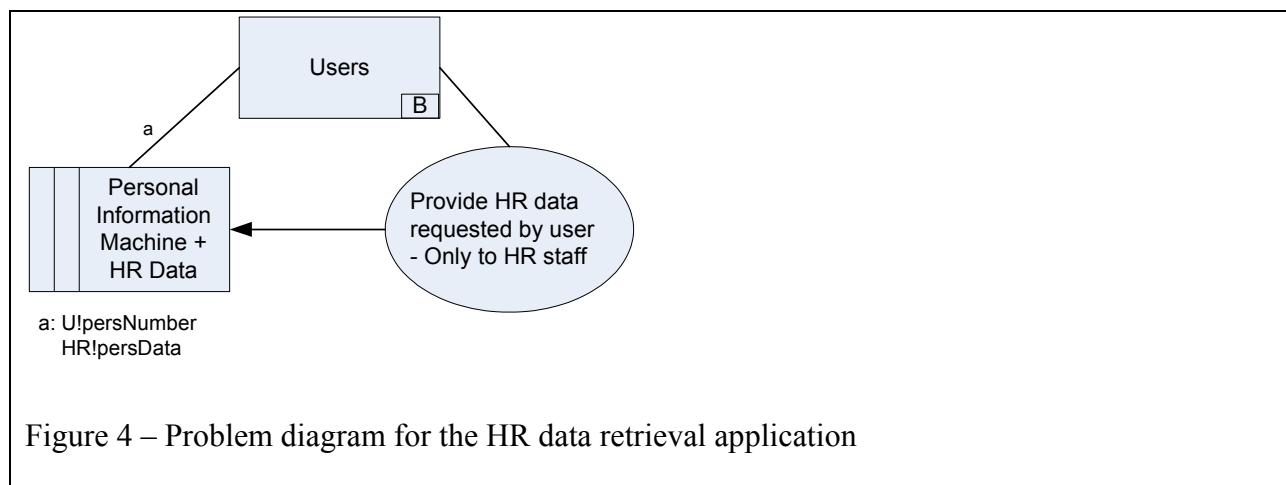 Users
B
a
Personal
Information
Machine +
HR Data
Provide HR data
requested by user
- Only to HR staff
a: U!persNumber
HR!persData
Figure 4 – Problem diagram for the HR data retrieval application